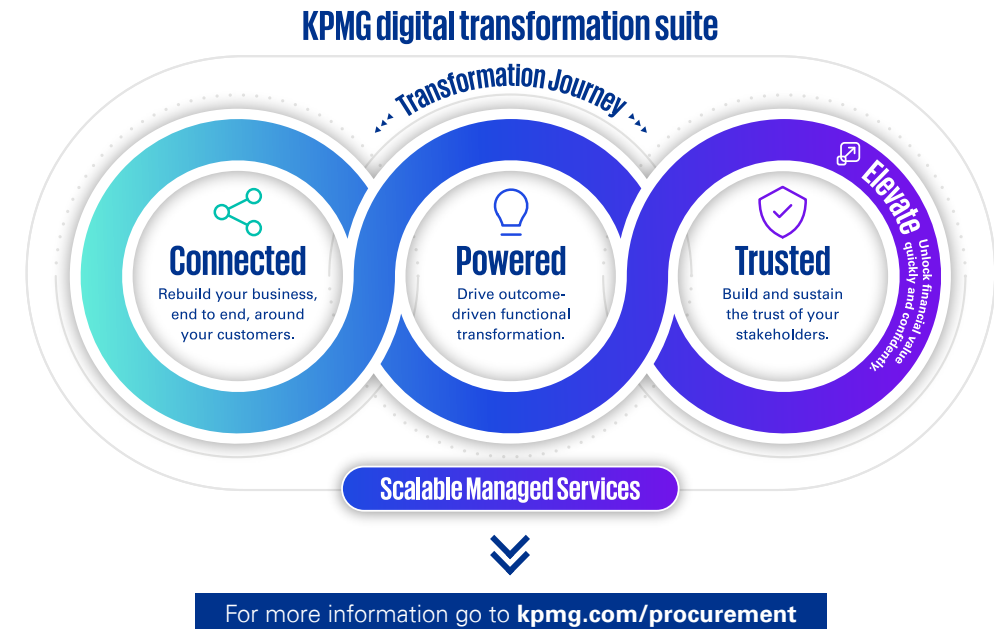 KPMG digital transformation suite
Transformation Journey
Connected
Rebuild your business,
end to end, around
your customers.
Powered
Drive outcome-
driven functional
transformation.
Trusted
Build and sustain
the trust of your
stakeholders.
Elevate
Unlock financial value
quickly and confidently.
Scalable Managed Services
For more information go to kpmg.com/procurement